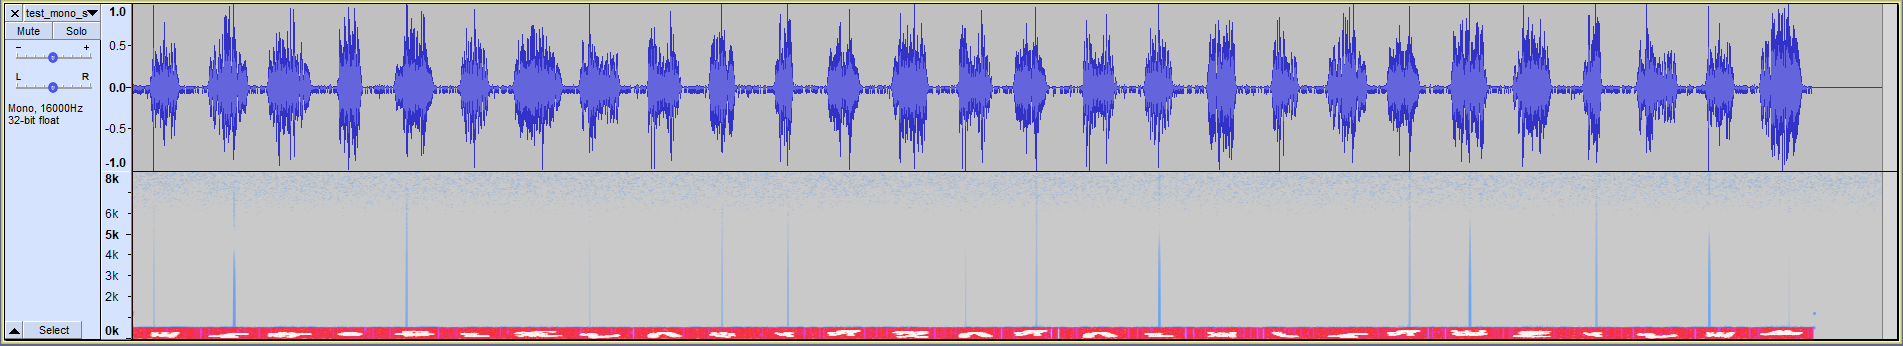 × test_mono_s▼
Mute Solo
- +
L R
Mono, 16000Hz
32-bit float
Select
1.0
0.5-
0.0-
-0.5-
-1.0
8k
6k
5k
4k
3k
2k
0k